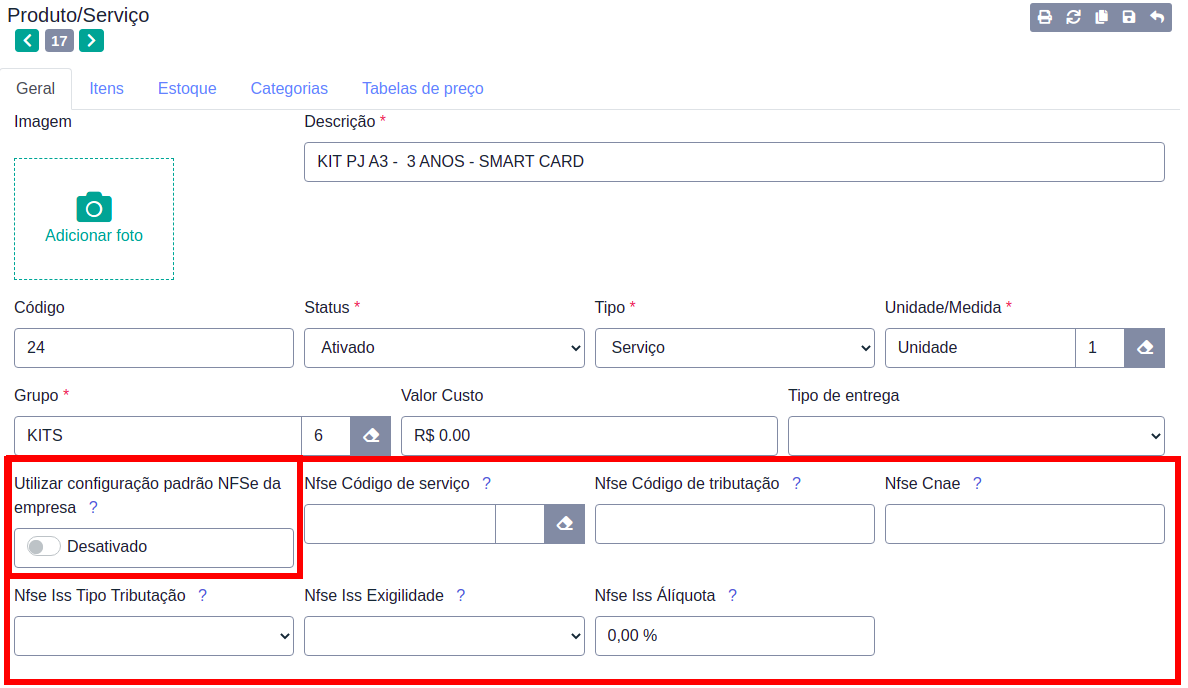 Produto/Serviço
17
Geral Itens Estoque Categorias Tabelas de preço
Imagem
Descrição *
KIT PJ A3 -  3 ANOS - SMART CARD
Adicionar foto
Código Status * Tipo * Unidade/Medida *
24 Ativado Serviço Unidade 1
Grupo * Valor Custo Tipo de entrega
KITS 6 R$ 0.00
Utilizar configuração padrão NFSe da
empresa ?
Nfse Código de serviço ? Nfse Código de tributação ? Nfse Cnae ?
Desativado
Nfse Iss Tipo Tributação ? Nfse Iss Exigilidade ? Nfse Iss Álíquota ?
0,00 %